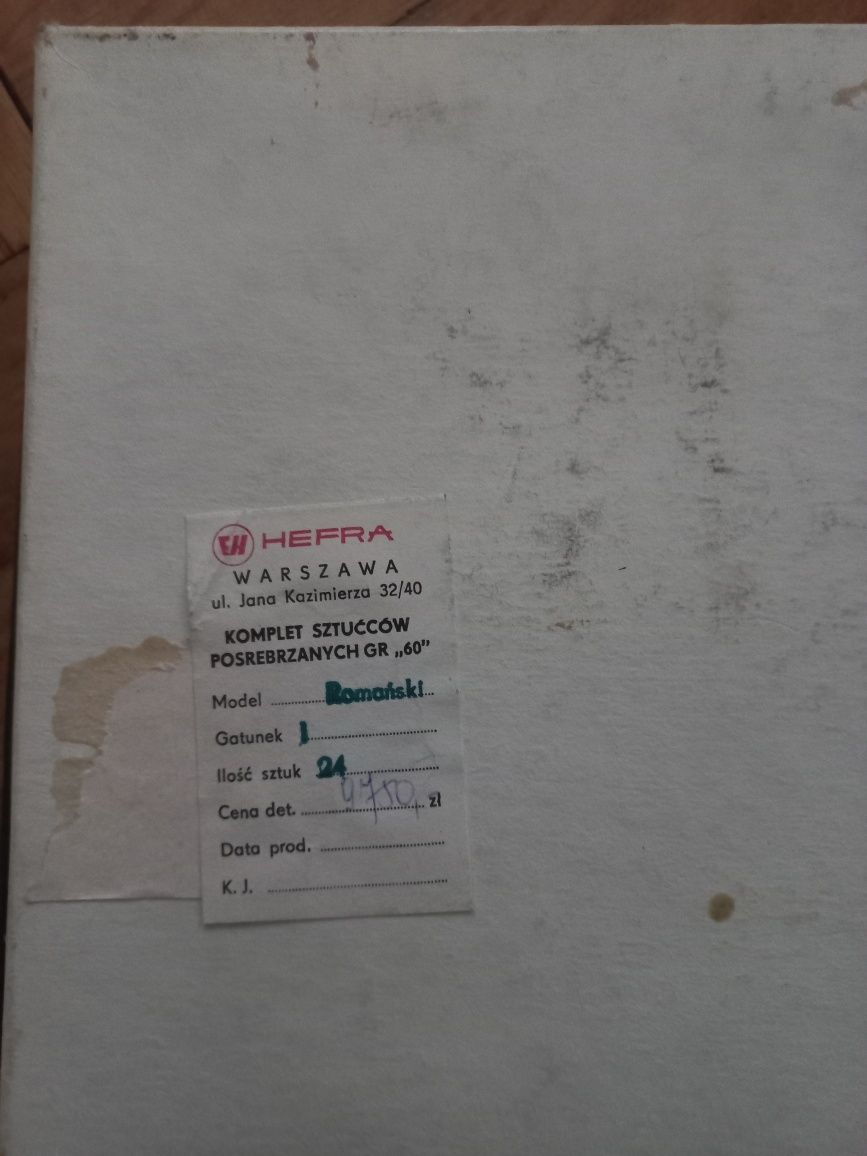 HEFRA
WARSZAWA
ul. Jana Kazimierza 32/40
KOMPLET SZTUĆCÓW
POSREBRZANYCH GR „60”
Model Romański
Gatunek I
Ilość sztuk 24
Cena det. 9750,- zł
Data prod.
K. J.